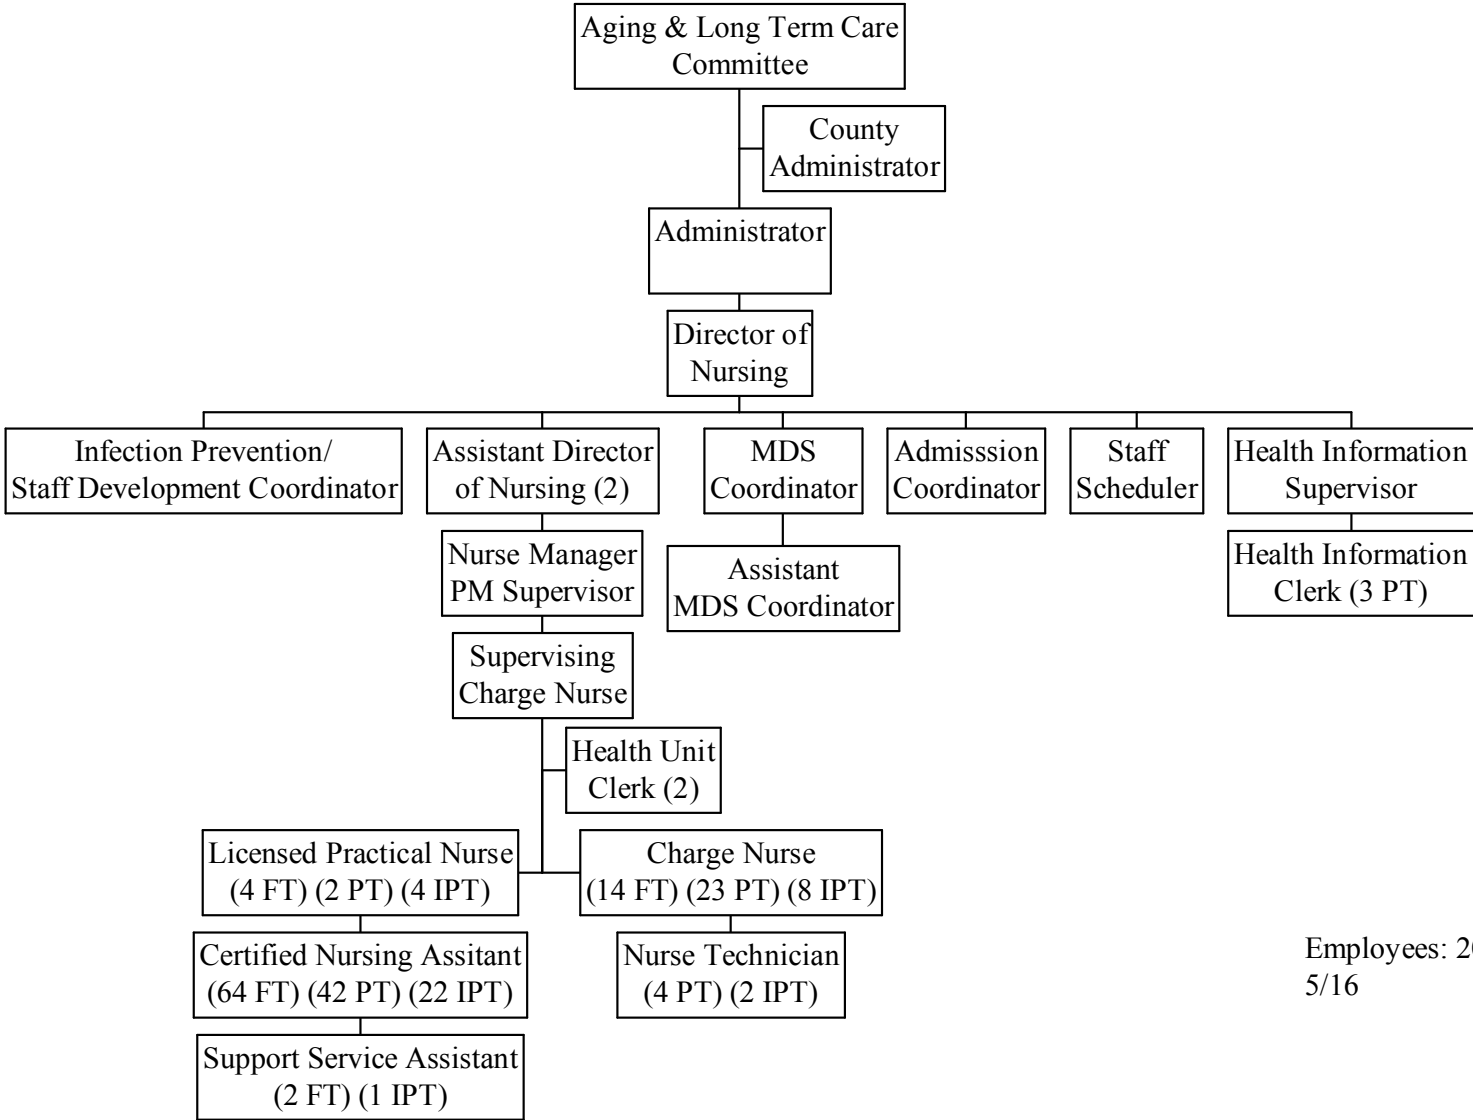 Aging & Long Term Care
Committee
County
Administrator
Administrator
Director of
Nursing
Infection Prevention/
Staff Development Coordinator
Assistant Director
of Nursing (2)
MDS
Coordinator
Admisssion
Coordinator
Staff
Scheduler
Health Information
Supervisor
Nurse Manager
PM Supervisor
Assistant
MDS Coordinator
Health Information
Clerk (3 PT)
Supervising
Charge Nurse
Health Unit
Clerk (2)
Licensed Practical Nurse
(4 FT) (2 PT) (4 IPT)
Charge Nurse
(14 FT) (23 PT) (8 IPT)
Certified Nursing Assitant
(64 FT) (42 PT) (22 IPT)
Nurse Technician
(4 PT) (2 IPT)
Support Service Assistant
(2 FT) (1 IPT)
Employees:
5/16